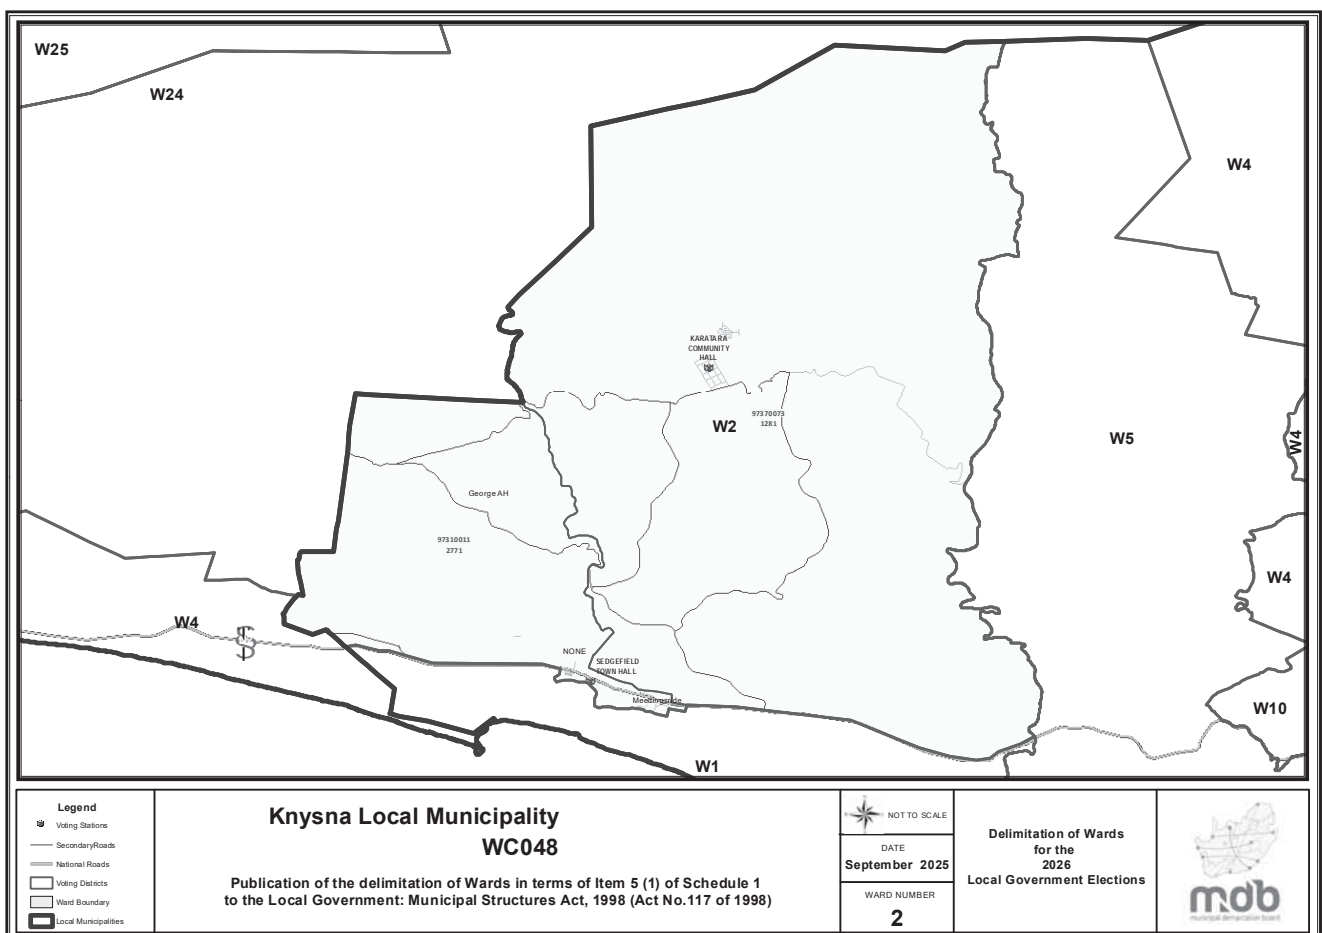 W25
W24
W4
KARATARA
COMMUNITY
HALL
W2
97370073
1281
W5
W4
George AH
97310011
2771
W4
W4
NONE
SEDGEFIELD
TOWN HALL
Meedingsride
W10
W1
Legend
Voting Stations
SecondaryRoads
National Roads
Voting Districts
Ward Boundary
Local Municipalities
Knysna Local Municipality
WC048
Publication of the delimitation of Wards in terms of Item 5 (1) of Schedule 1
to the Local Government: Municipal Structures Act, 1998 (Act No.117 of 1998)
NOT TO SCALE
DATE
September 2025
WARD NUMBER
2
Delimitation of Wards
for the
2026
Local Government Elections
mdb
municipal demarcation board